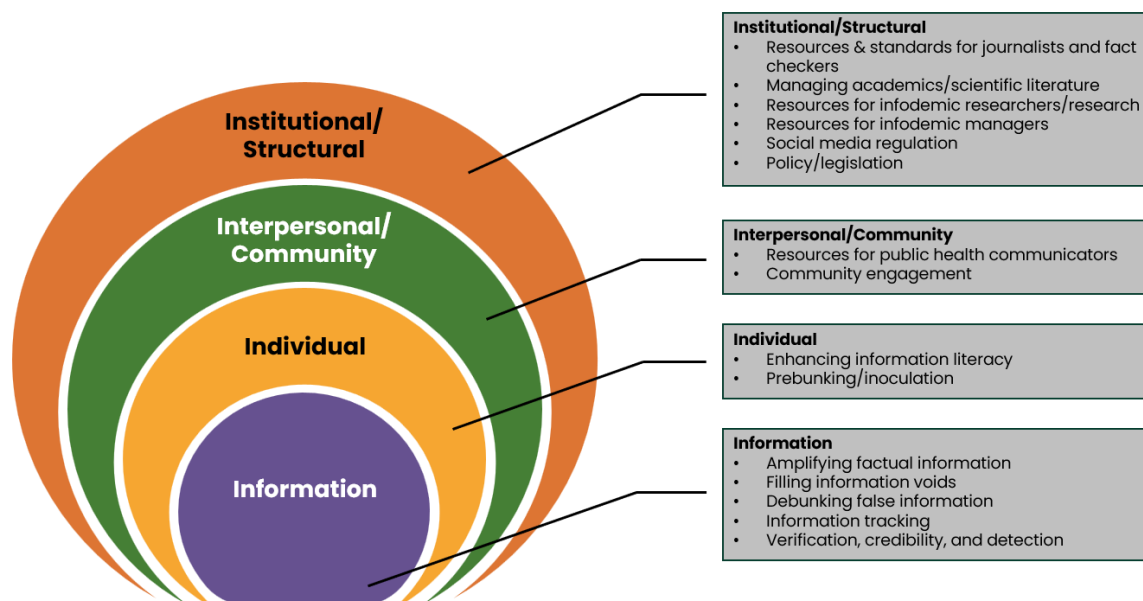 Institutional/
Structural
Interpersonal/
Community
Individual
Information
Institutional/Structural
• Resources & standards for journalists and fact
checkers
• Managing academics/scientific literature
• Resources for infodemic researchers/research
• Resources for infodemic managers
• Social media regulation
• Policy/legislation
Interpersonal/Community
• Resources for public health communicators
• Community engagement
Individual
• Enhancing information literacy
• Prebunking/inoculation
Information
• Amplifying factual information
• Filling information voids
• Debunking false information
• Information tracking
• Verification, credibility, and detection